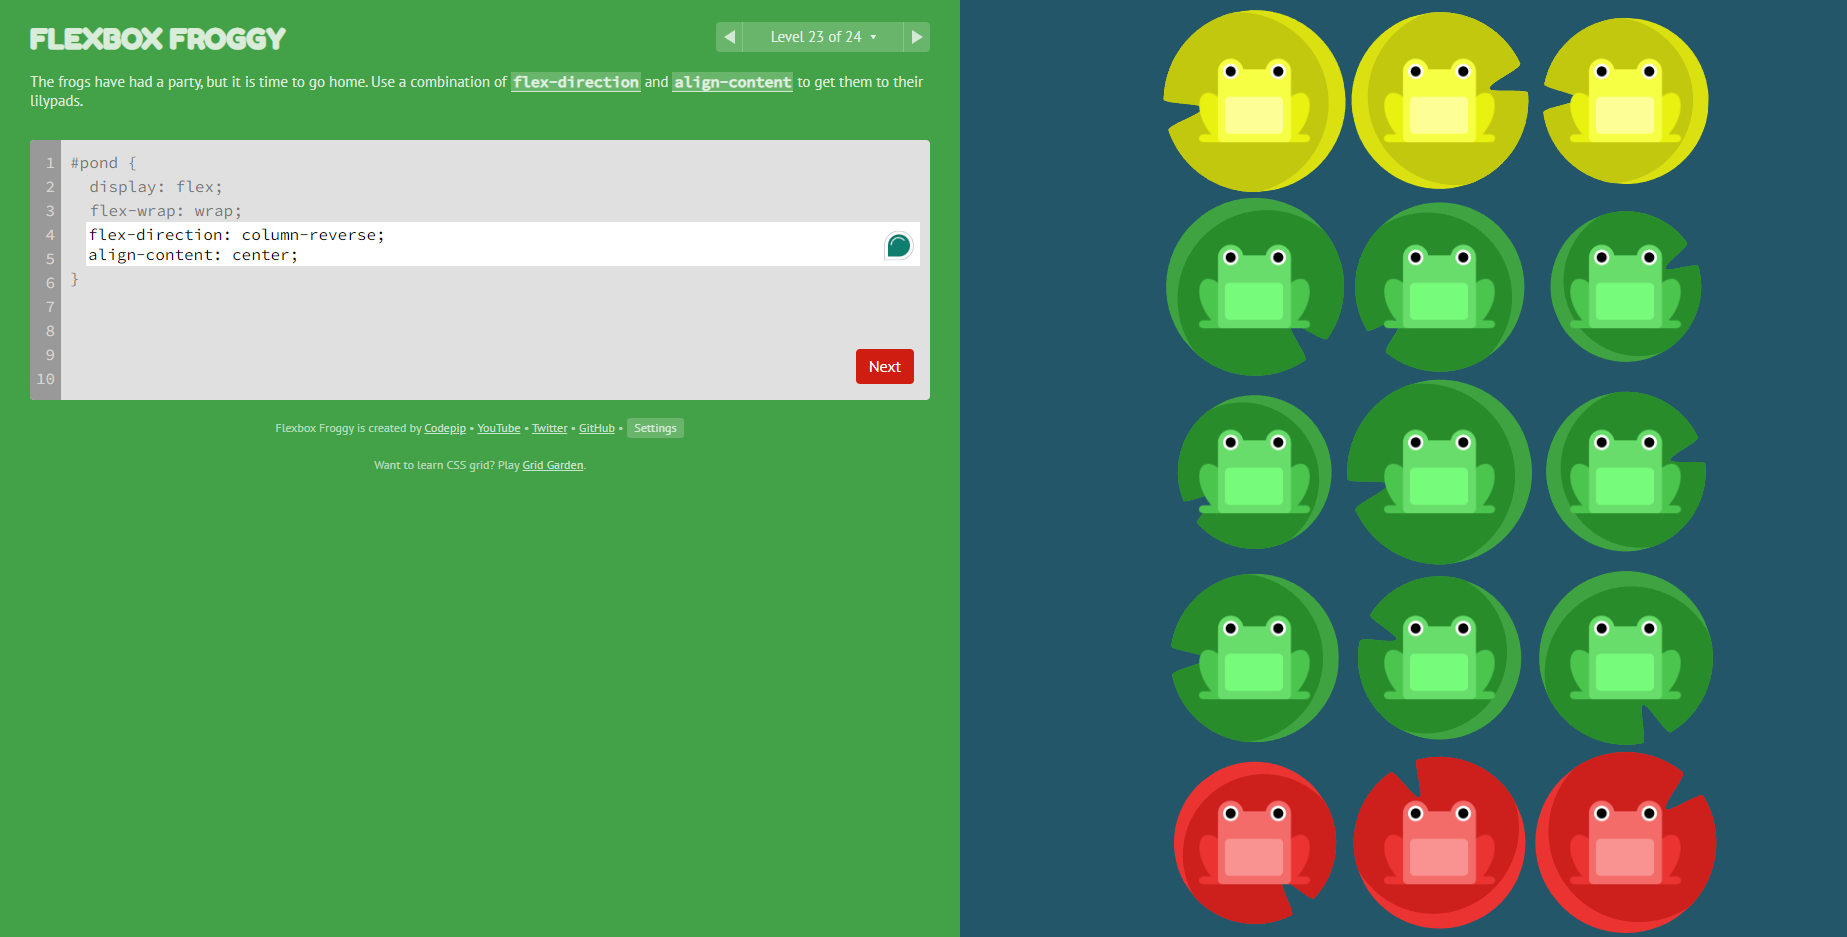 FLEXBOX FROGGY
Level 23 of 24
The frogs have had a party, but it is time to go home. Use a combination of flex-direction and align-content to get them to their
lilypads.
1 #pond {
2 display: flex;
3 flex-wrap: wrap;
4 flex-direction: column-reverse;
5 align-content: center;
6 }
7
8
9
10
Next
Flexbox Froggy is created by Codepip • YouTube • Twitter • GitHub • Settings
Want to learn CSS grid? Play Grid Garden.